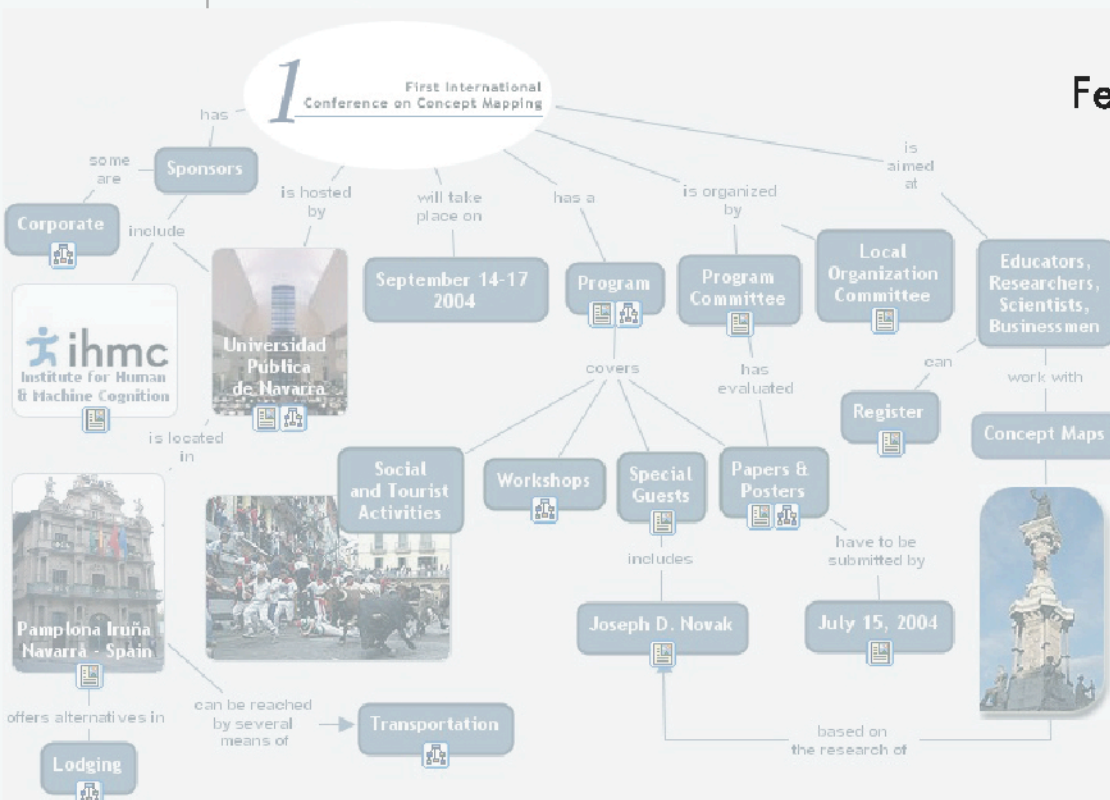 1
First International
Conference on Concept Mapping
Fe
has
is
aimed
at
some
are
Sponsors
is hosted
by
will take
place on
has a
is organized
by
Corporate
include
September 14-17
2004
Program
Program
Committee
Local
Organization
Committee
Educators,
Researchers,
Scientists,
Businessmen
ihmc
Institute for Human
& Machine Cognition
Universidad
Pública
de Navarra
covers
has
evaluated
can
work with
Register
is located
in
Concept Maps
Social
and Tourist
Activities
Workshops
Special
Guests
Papers &
Posters
includes
have to be
submitted by
Pamplona Iruña
Navarra - Spain
Joseph D. Novak
July 15, 2004
offers alternatives in
can be reached
by several
means of
Transportation
based on
the research of
Lodging